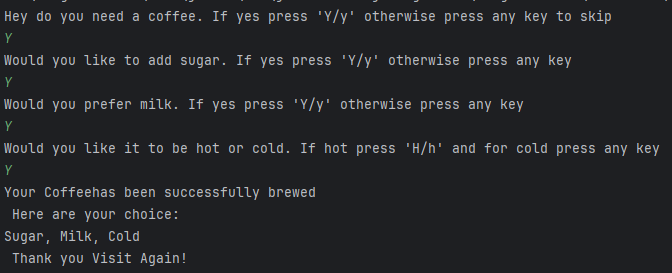 Hey do you need a coffee. If yes press 'Y/y' otherwise press any key to skip
Y
Would you like to add sugar. If yes press 'Y/y' otherwise press any key
Y
Would you prefer milk. If yes press 'Y/y' otherwise press any key
Y
Would you like it to be hot or cold. If hot press 'H/h' and for cold press any key
Y
Your Coffeehas been successfully brewed
 Here are your choice:
Sugar, Milk, Cold
 Thank you Visit Again!